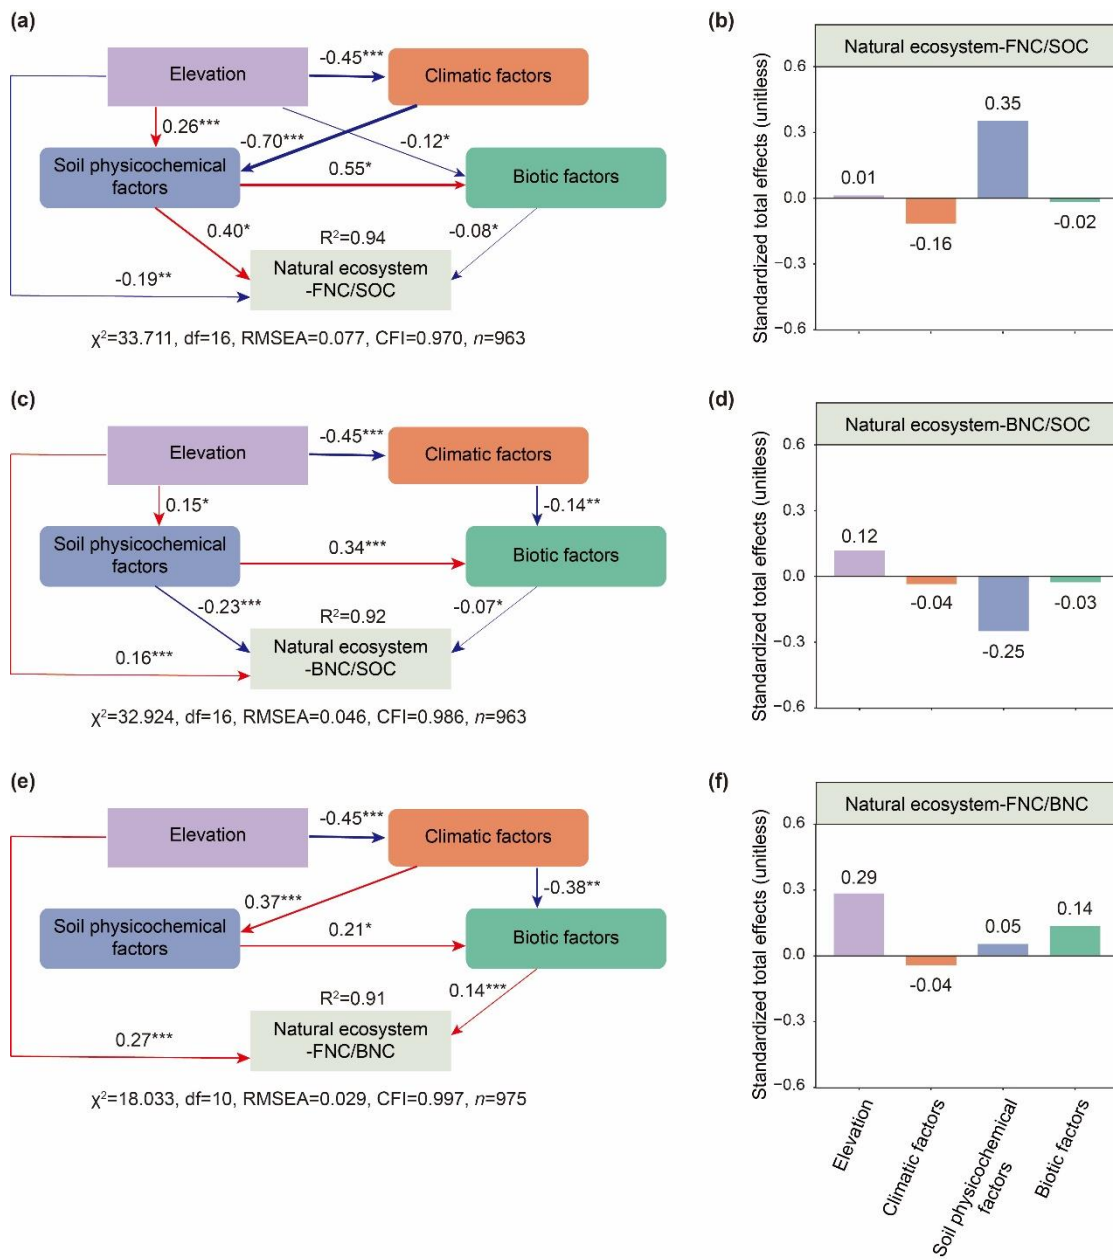 (a)
Elevation
-0.45***
Climatic factors
0.26***
-0.70***
-0.12*
Soil physicochemical
factors
0.55*
Biotic factors
0.40*
R²=0.94
-0.08*
Natural ecosystem
-FNC/SOC
-0.19**
χ²=33.711, df=16, RMSEA=0.077, CFI=0.970, n=963
(b)
Natural ecosystem-FNC/SOC
Standardized total effects (unitless)
0.6
0.3
0.0
−0.3
−0.6
0.01
-0.16
0.35
-0.02
(c)
Elevation
-0.45***
Climatic factors
0.15*
-0.14**
Soil physicochemical
factors
0.34***
Biotic factors
-0.23***
R²=0.92
-0.07*
Natural ecosystem
-BNC/SOC
0.16***
χ²=32.924, df=16, RMSEA=0.046, CFI=0.986, n=963
(d)
Natural ecosystem-BNC/SOC
Standardized total effects (unitless)
0.6
0.3
0.0
−0.3
−0.6
0.12
-0.04
-0.25
-0.03
(e)
Elevation
-0.45***
Climatic factors
0.37***
-0.38**
Soil physicochemical
factors
0.21*
Biotic factors
R²=0.91
0.14***
Natural ecosystem
-FNC/BNC
0.27***
χ²=18.033, df=10, RMSEA=0.029, CFI=0.997, n=975
(f)
Natural ecosystem-FNC/BNC
Standardized total effects (unitless)
0.6
0.3
0.0
−0.3
−0.6
0.29
-0.04
0.05
0.14
Elevation
Climatic factors
Soil physicochemical
factors
Biotic factors